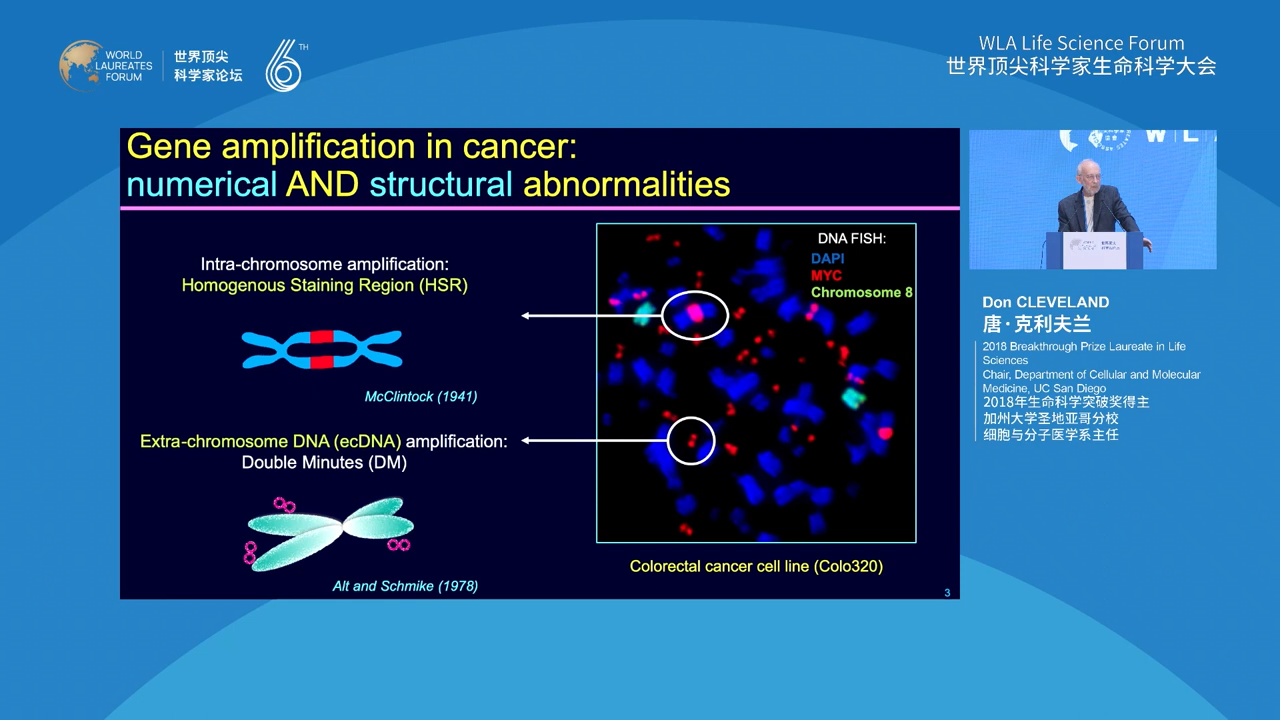 WORLD
LAUREATES
FORUM
世界顶尖
科学家论坛
6TH
WLA Life Science Forum
世界顶尖科学家生命科学大会
Gene amplification in cancer:
numerical AND structural abnormalities
Intra-chromosome amplification:
Homogenous Staining Region (HSR)
McClintock (1941)
Extra-chromosome DNA (ecDNA) amplification:
Double Minutes (DM)
Alt and Schmike (1978)
DNA FISH:
DAPI
MYC
Chromosome 8
Colorectal cancer cell line (Colo320)
3
Don CLEVELAND
唐·克利夫兰
2018 Breakthrough Prize Laureate in Life
Sciences
Chair, Department of Cellular and Molecular
Medicine, UC San Diego
2018年生命科学突破奖得主
加州大学圣地亚哥分校
细胞与分子医学系主任